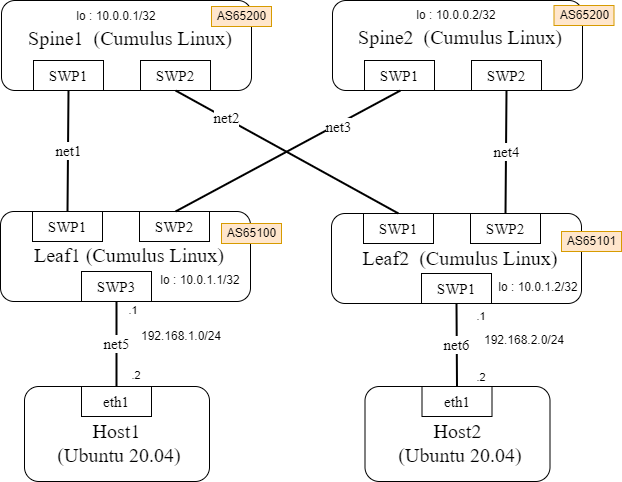 lo : 10.0.0.1/32
AS65200
Spine1 (Cumulus Linux)
SWP1
SWP2
lo : 10.0.0.2/32
AS65200
Spine2 (Cumulus Linux)
SWP1
SWP2
net1
net2
net3
net4
SWP1
SWP2
AS65100
Leaf1 (Cumulus Linux)
SWP3
lo : 10.0.1.1/32
SWP1
SWP2
AS65101
Leaf2 (Cumulus Linux)
SWP1
lo : 10.0.1.2/32
.1
192.168.1.0/24
net5
.2
.1
192.168.2.0/24
net6
.2
eth1
Host1
(Ubuntu 20.04)
eth1
Host2
(Ubuntu 20.04)